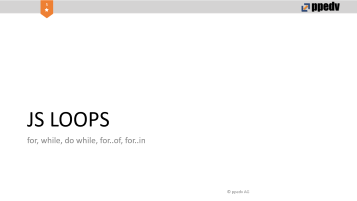 ppedv
JS LOOPS
for, while, do while, for..of, for..in
© ppedv AG